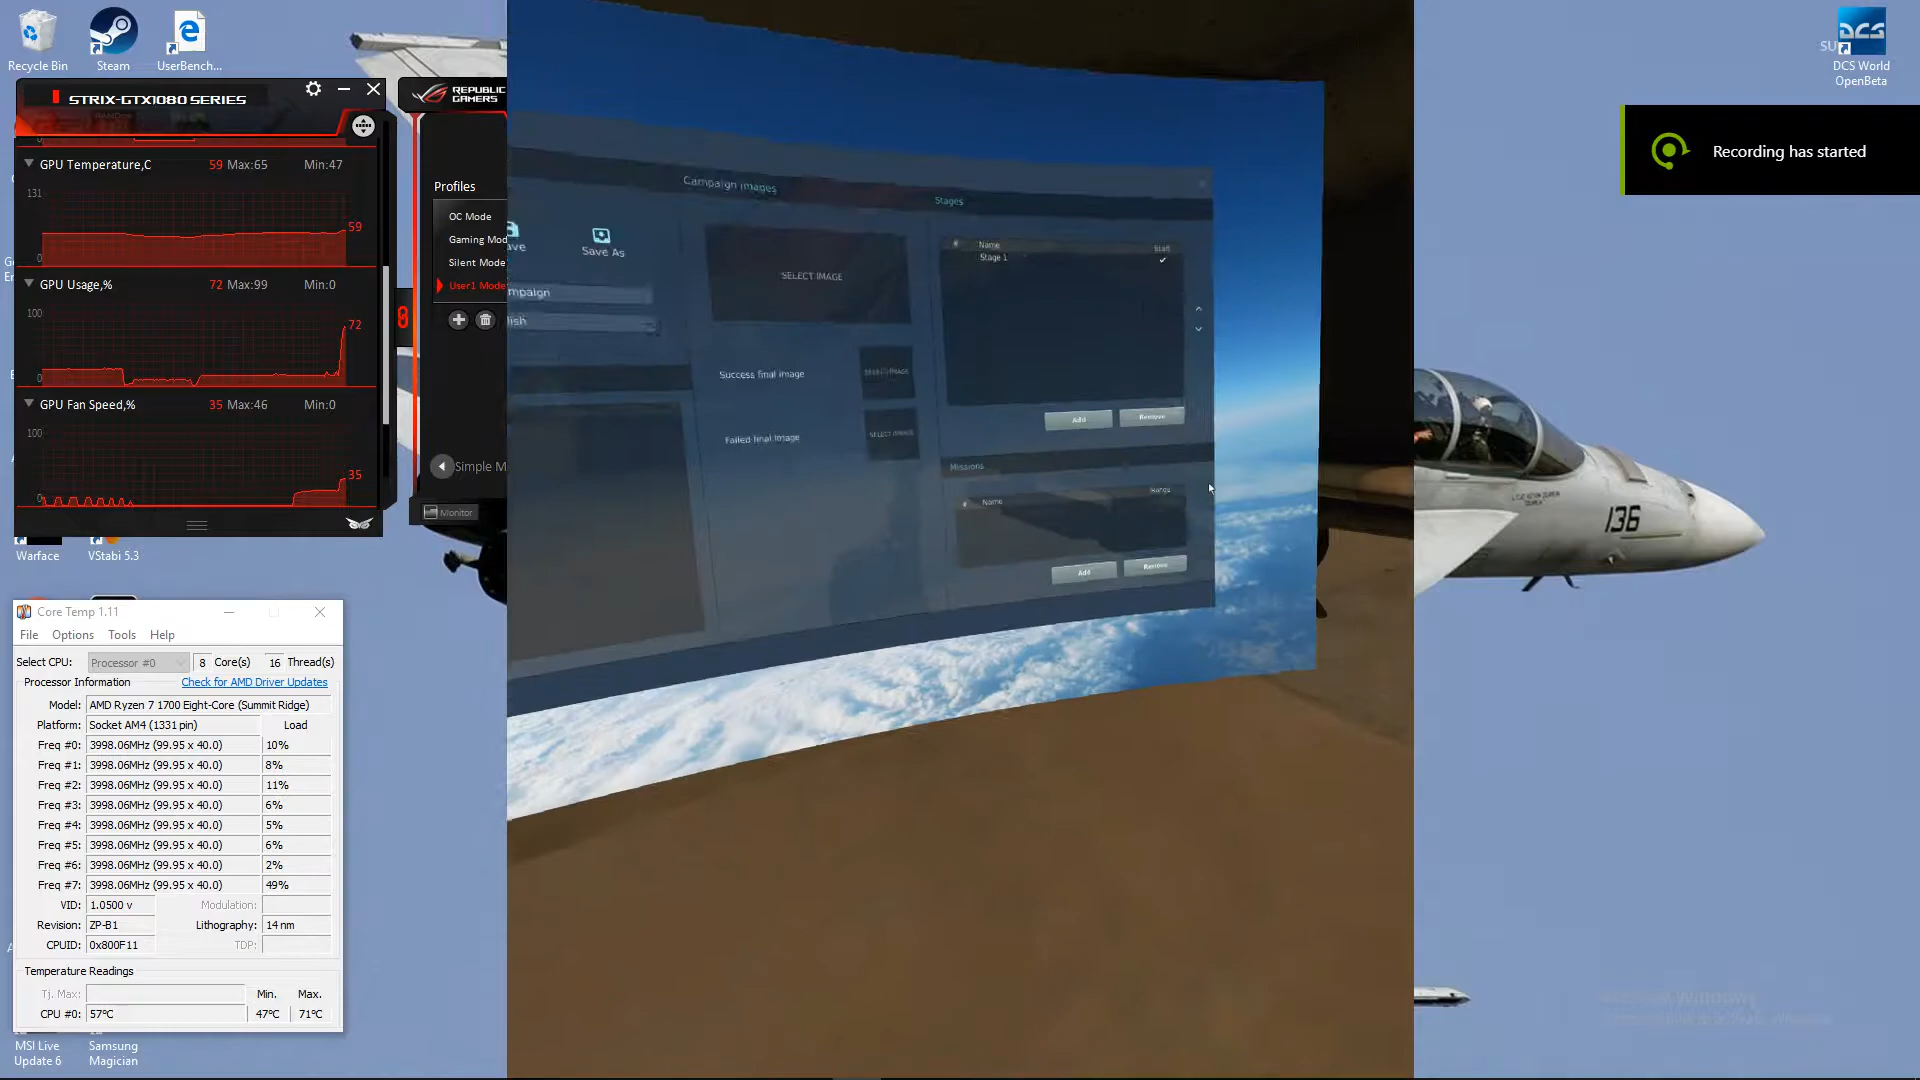 Recycle Bin
Steam
UserBench...
DCS World
OpenBeta
Recording has started
STRIX-GTX1080 SERIES
GPU Temperature,C
59 Max:65
Min:47
131
59
0
GPU Usage,%
72 Max:99
Min:0
100
72
0
GPU Fan Speed,%
35 Max:46
Min:0
100
35
0
REPUBLIC
GAMERS
Profiles
OC Mode
Gaming Mod
Silent Mode
User1 Mode
Simple M
Monitor
Warface
VStabi 5.3
Campaign images
Stages
Save As
SELECT IMAGE
Name
Start
Stage 1
mpaign
lish
Success final image
SELECT IMAGE
Failed final image
SELECT IMAGE
Add
Remove
Missions
Name
Range
Add
Remove
136
Core Temp 1.11
File
Options
Tools
Help
Select CPU:
Processor #0
8
Core(s)
16
Thread(s)
Processor Information
Check for AMD Driver Updates
Model:
AMD Ryzen 7 1700 Eight-Core (Summit Ridge)
Platform:
Socket AM4 (1331 pin)
Load
Freq #0:
3998.06MHz (99.95 x 40.0)
10%
Freq #1:
3998.06MHz (99.95 x 40.0)
8%
Freq #2:
3998.06MHz (99.95 x 40.0)
11%
Freq #3:
3998.06MHz (99.95 x 40.0)
6%
Freq #4:
3998.06MHz (99.95 x 40.0)
5%
Freq #5:
3998.06MHz (99.95 x 40.0)
6%
Freq #6:
3998.06MHz (99.95 x 40.0)
2%
Freq #7:
3998.06MHz (99.95 x 40.0)
49%
VID:
1.0500 v
Modulation:
Revision:
ZP-B1
Lithography:
14 nm
CPUID:
0x800F11
TDP:
Temperature Readings
Tj. Max:
Min.
Max.
CPU #0:
57°C
47°C
71°C
MSI Live
Update 6
Samsung
Magician